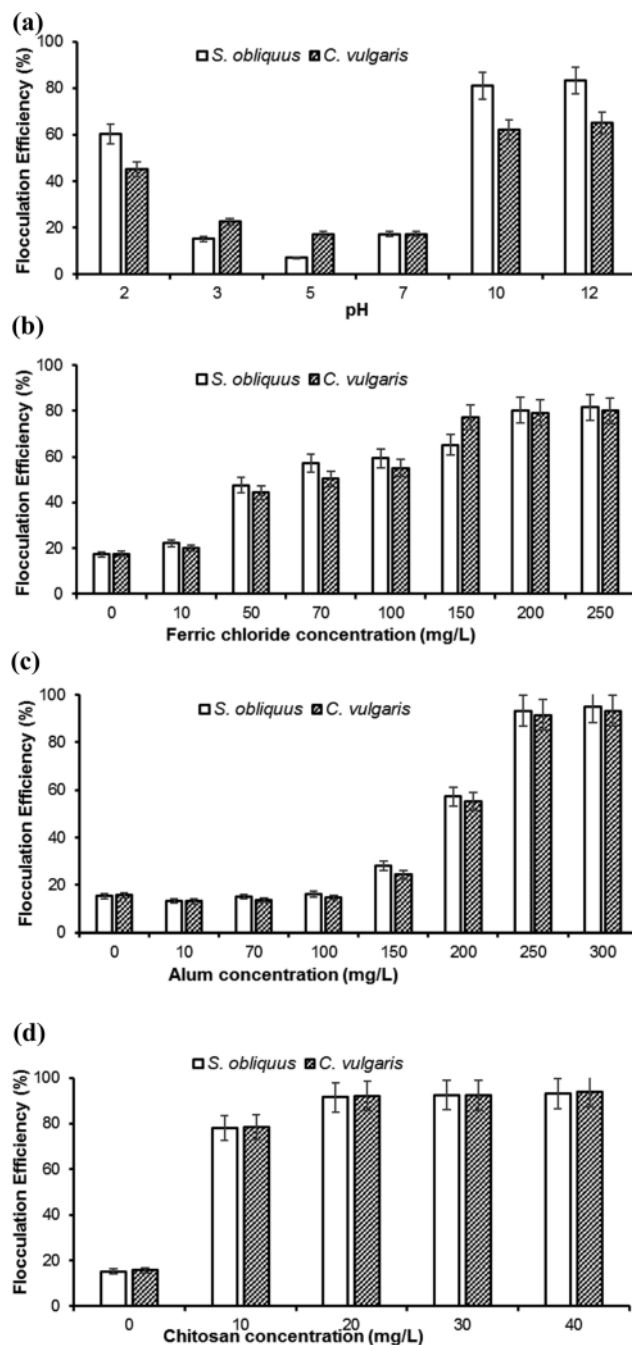 (a)
S. obliquus C. vulgaris
Flocculation Efficiency (%)
100
80
60
40
20
0
2 3 5 7 10 12
pH
(b)
S. obliquus C. vulgaris
Flocculation Efficiency (%)
100
80
60
40
20
0
0 10 50 70 100 150 200 250
Ferric chloride concentration (mg/L)
(c)
S. obliquus C. vulgaris
Flocculation Efficiency (%)
100
80
60
40
20
0
0 10 70 100 150 200 250 300
Alum concentration (mg/L)
(d)
S. obliquus C. vulgaris
Flocculation Efficiency (%)
100
80
60
40
20
0
0 10 20 30 40
Chitosan concentration (mg/L)